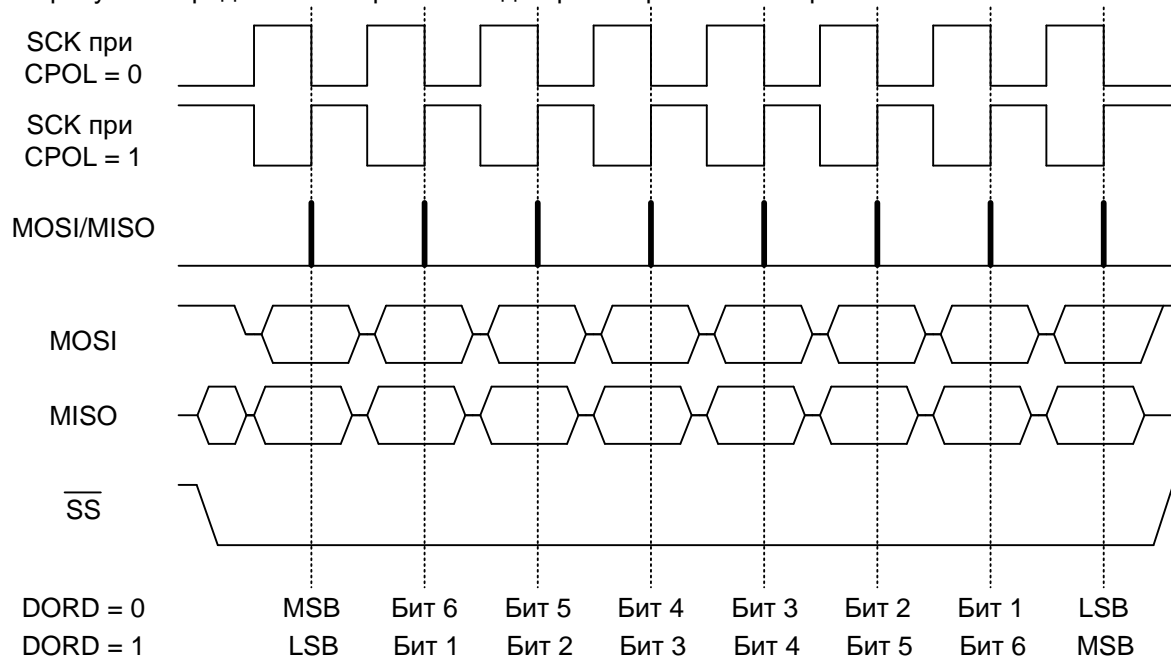 SCK при
CPOL = 0
SCK при
CPOL = 1
MOSI/MISO
MOSI
MISO
SS
DORD = 0 MSB Бит 6 Бит 5 Бит 4 Бит 3 Бит 2 Бит 1 LSB
DORD = 1 LSB Бит 1 Бит 2 Бит 3 Бит 4 Бит 5 Бит 6 MSB